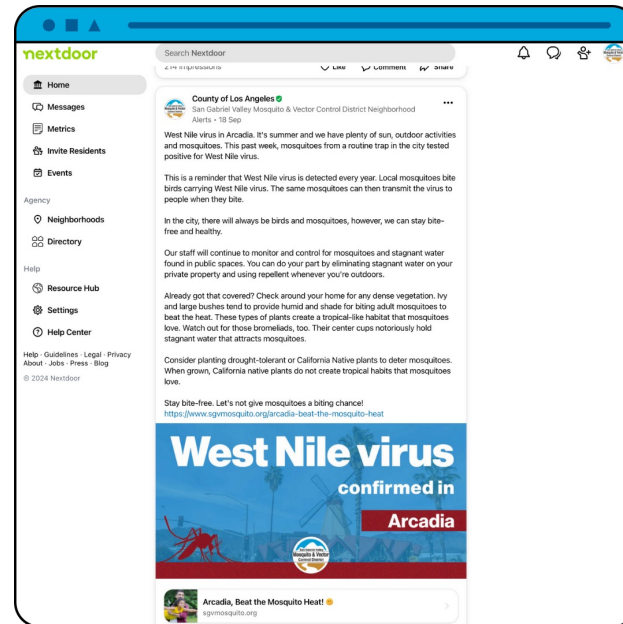 nextdoor
Search Nextdoor
214 Impressions
Like
Comment
Share
Home
Messages
Metrics
Invite Residents
Events
Agency
Neighborhoods
Directory
Help
Resource Hub
Settings
Help Center
Help · Guidelines · Legal · Privacy
About · Jobs · Press · Blog
© 2024 Nextdoor
County of Los Angeles
San Gabriel Valley Mosquito & Vector Control District Neighborhood
Alerts • 18 Sep
West Nile virus in Arcadia. It's summer and we have plenty of sun, outdoor activities
and mosquitoes. This past week, mosquitoes from a routine trap in the city tested
positive for West Nile virus.
This is a reminder that West Nile virus is detected every year. Local mosquitoes bite
birds carrying West Nile virus. The same mosquitoes can then transmit the virus to
people when they bite.
In the city, there will always be birds and mosquitoes, however, we can stay bite-
free and healthy.
Our staff will continue to monitor and control for mosquitoes and stagnant water
found in public spaces. You can do your part by eliminating stagnant water on your
private property and using repellent whenever you're outdoors.
Already got that covered? Check around your home for any dense vegetation. Ivy
and large bushes tend to provide humid and shade for biting adult mosquitoes to
beat the heat. These types of plants create a tropical-like habitat that mosquitoes
love. Watch out for those bromeliads, too. Their center cups notoriously hold
stagnant water that attracts mosquitoes.
Consider planting drought-tolerant or California Native plants to deter mosquitoes.
When grown, California native plants do not create tropical habits that mosquitoes
love.
Stay bite-free. Let's not give mosquitoes a biting chance!
https://www.sgvmosquito.org/arcadia-beat-the-mosquito-heat
West Nile virus
confirmed in
Arcadia
Mosquito & Vector
Control District
Arcadia, Beat the Mosquito Heat!
sgvmosquito.org